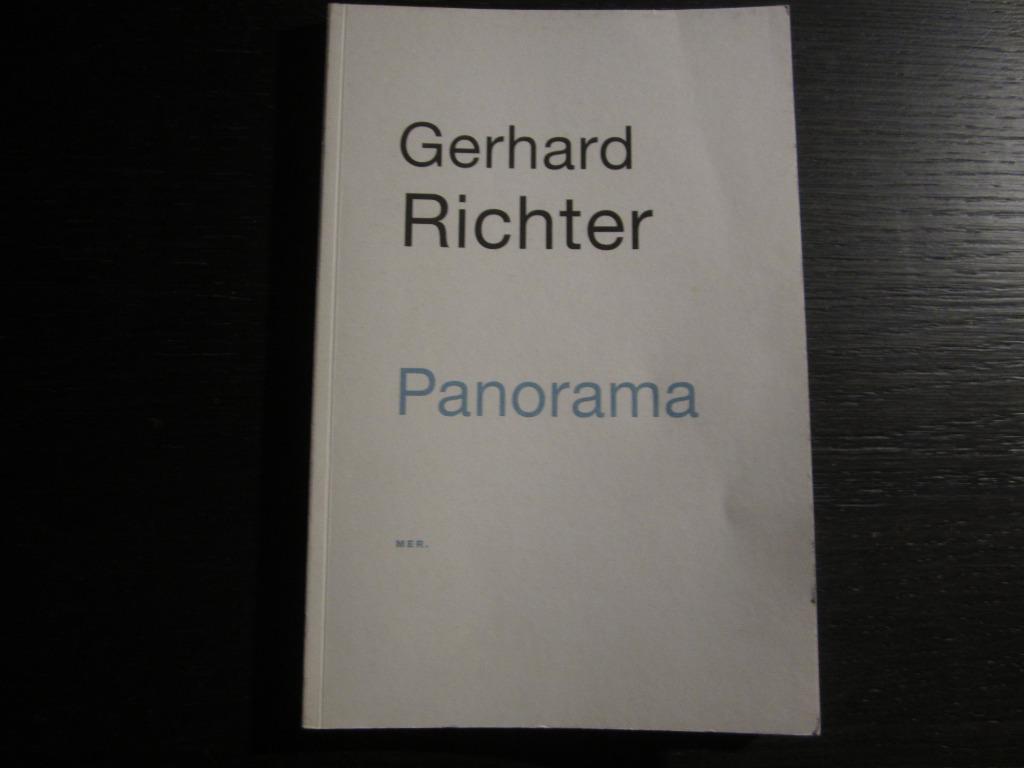 Gerhard
Richter
Panorama
MER.